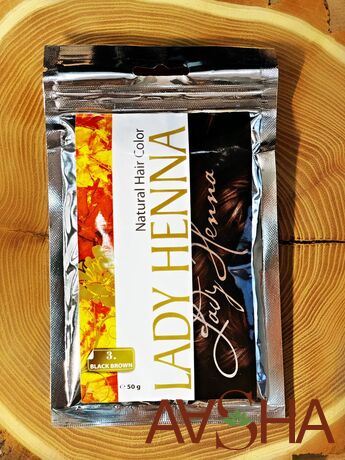 Natural Hair Color
LADY HENNA
Lady Henna
3.
BLACK BROWN
℮ 50 g
AASHA